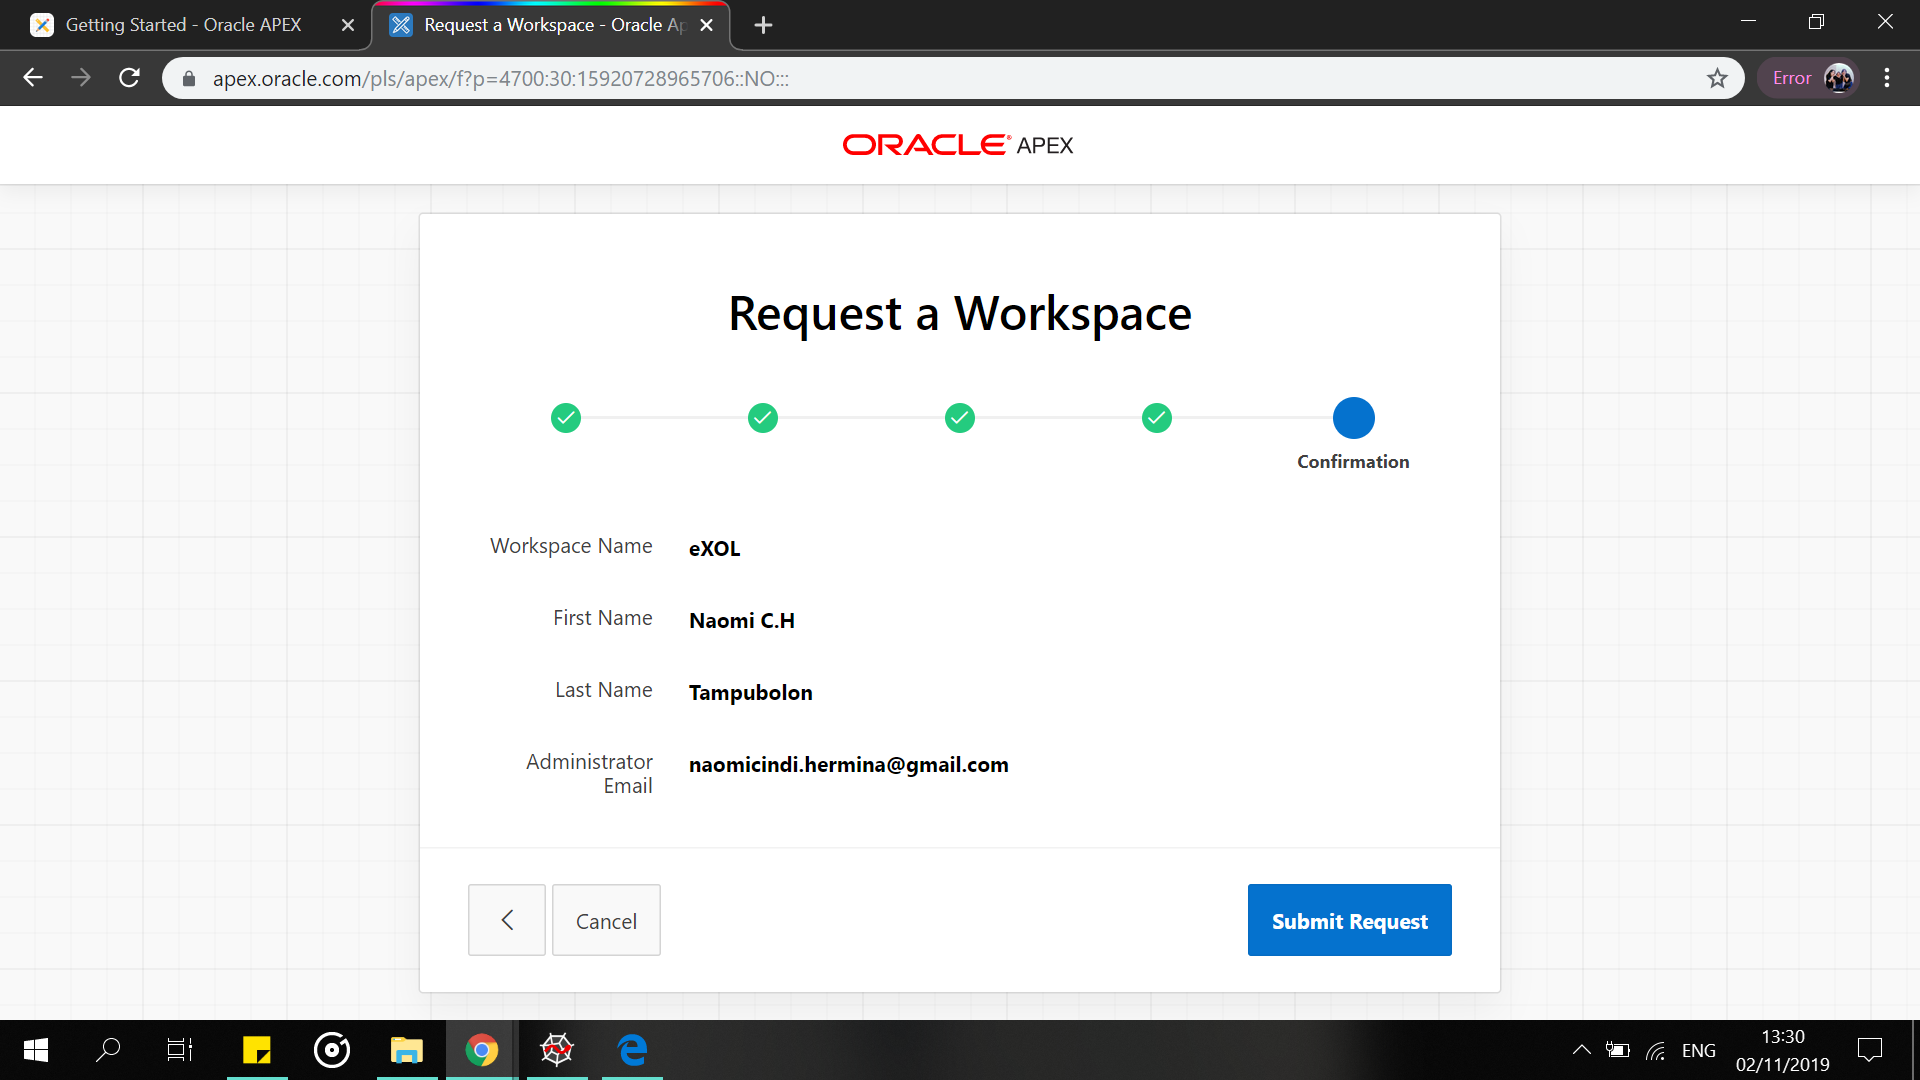 Getting Started - Oracle APEX
Request a Workspace - Oracle Ap
apex.oracle.com/pls/apex/f?p=4700:30:15920728965706::NO:::
Error
ORACLE® APEX
Request a Workspace
Confirmation
Workspace Name eXOL
First Name Naomi C.H
Last Name Tampubolon
Administrator
Email
naomicindi.hermina@gmail.com
Cancel
Submit Request
ENG
13:30
02/11/2019